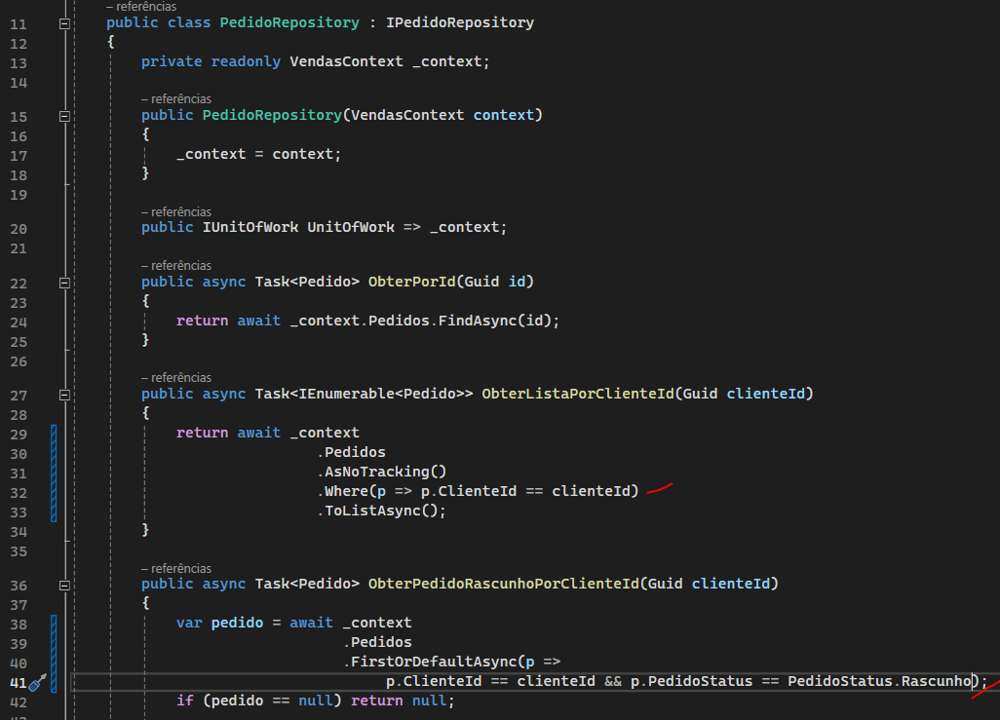 – referências
11 public class PedidoRepository : IPedidoRepository
12 {
13 private readonly VendasContext _context;
14
– referências
15 public PedidoRepository(VendasContext context)
16 {
17 _context = context;
18 }
19
– referências
20 public IUnitOfWork UnitOfWork => _context;
21
– referências
22 public async Task<Pedido> ObterPorId(Guid id)
23 {
24 return await _context.Pedidos.FindAsync(id);
25 }
26
– referências
27 public async Task<IEnumerable<Pedido>> ObterListaPorClienteId(Guid clienteId)
28 {
29 return await _context
30 .Pedidos
31 .AsNoTracking()
32 .Where(p => p.ClienteId == clienteId)
33 .ToListAsync();
34 }
35
– referências
36 public async Task<Pedido> ObterPedidoRascunhoPorClienteId(Guid clienteId)
37 {
38 var pedido = await _context
39 .Pedidos
40 .FirstOrDefaultAsync(p =>
41 p.ClienteId == clienteId && p.PedidoStatus == PedidoStatus.Rascunho);
42 if (pedido == null) return null;